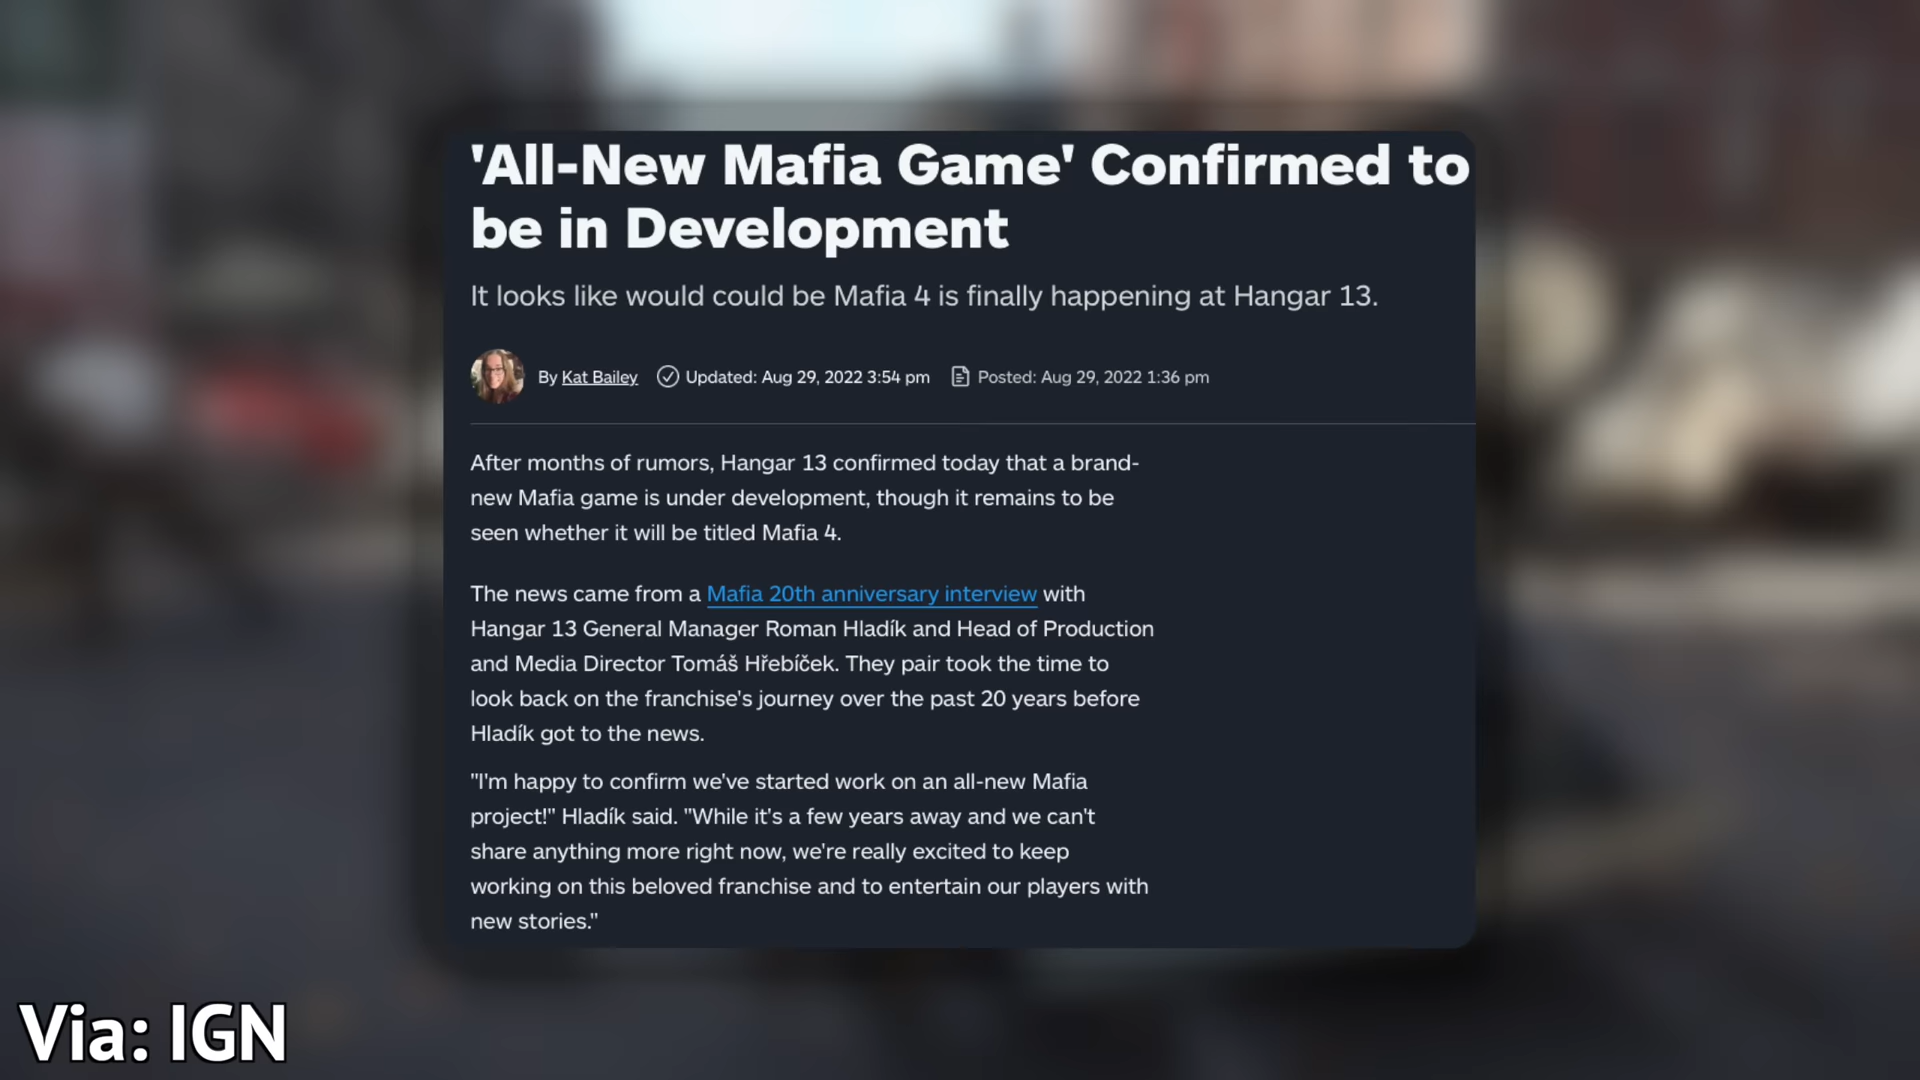 'All-New Mafia Game' Confirmed to
be in Development
It looks like would could be Mafia 4 is finally happening at Hangar 13.
By Kat Bailey Updated: Aug 29, 2022 3:54 pm Posted: Aug 29, 2022 1:36 pm
After months of rumors, Hangar 13 confirmed today that a brand-
new Mafia game is under development, though it remains to be
seen whether it will be titled Mafia 4.
The news came from a Mafia 20th anniversary interview with
Hangar 13 General Manager Roman Hladík and Head of Production
and Media Director Tomáš Hřebíček. They pair took the time to
look back on the franchise's journey over the past 20 years before
Hladík got to the news.
"I'm happy to confirm we've started work on an all-new Mafia
project!" Hladík said. "While it's a few years away and we can't
share anything more right now, we're really excited to keep
working on this beloved franchise and to entertain our players with
new stories."
Via: IGN